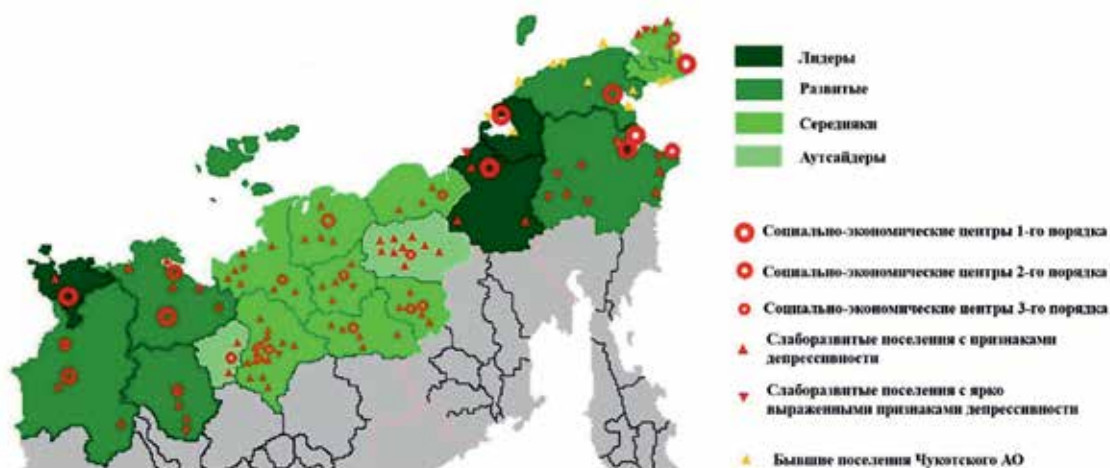 Лидеры
Развитые
Середняки
Аутсайдеры
Социально-экономические центры 1-го порядка
Социально-экономические центры 2-го порядка
Социально-экономические центры 3-го порядка
Слаборазвитые поселения с признаками
депрессивности
Слаборазвитые поселения с ярко
выраженными признаками депрессивности
Бывшие поселения Чукотского АО